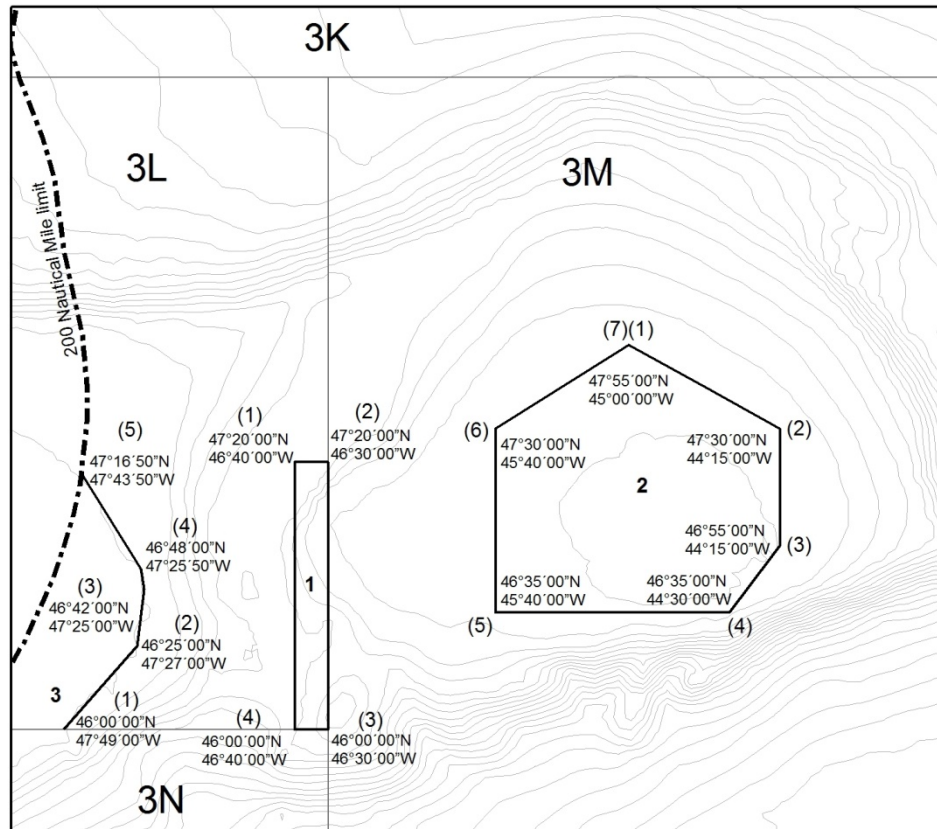 3K
3L
3M
200 Nautical Mile limit
(7)(1)
47°55´00”N
45°00´00”W
(5)
47°16´50”N
47°43´50”W
(1)
47°20´00”N
46°40´00”W
(2)
47°20´00”N
46°30´00”W
(6)
47°30´00”N
45°40´00”W
47°30´00”N
44°15´00”W
(2)
2
(4)
46°48´00”N
47°25´50”W
46°55´00”N
44°15´00”W
(3)
(3)
46°42´00”N
47°25´00”W
1
46°35´00”N
45°40´00”W
46°35´00”N
44°30´00”W
(5)
(4)
(2)
46°25´00”N
47°27´00”W
3
(1)
46°00´00”N
47°49´00”W
(4)
46°00´00”N
46°40´00”W
(3)
46°00´00”N
46°30´00”W
3N